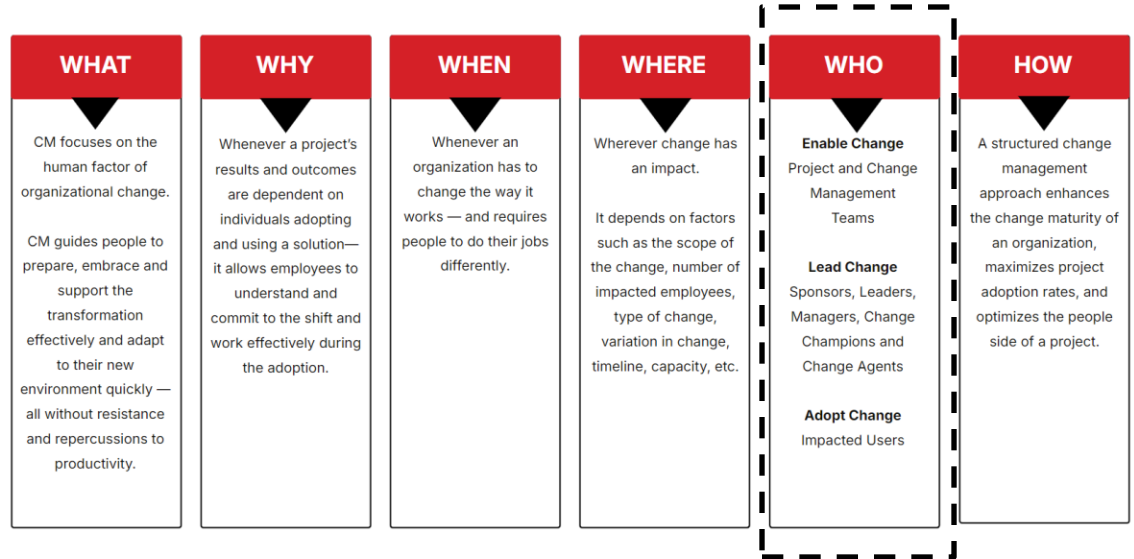 WHAT
CM focuses on the
human factor of
organizational change.
CM guides people to
prepare, embrace and
support the
transformation
effectively and adapt
to their new
environment quickly —
all without resistance
and repercussions to
productivity.
WHY
Whenever a project's
results and outcomes
are dependent on
individuals adopting
and using a solution—
it allows employees to
understand and
commit to the shift and
work effectively during
the adoption.
WHEN
Whenever an
organization has to
change the way it
works — and requires
people to do their jobs
differently.
WHERE
Wherever change has
an impact.
It depends on factors
such as the scope of
the change, number of
impacted employees,
type of change,
variation in change,
timeline, capacity, etc.
WHO
Enable Change
Project and Change
Management
Teams
Lead Change
Sponsors, Leaders,
Managers, Change
Champions and
Change Agents
Adopt Change
Impacted Users
HOW
A structured change
management
approach enhances
the change maturity of
an organization,
maximizes project
adoption rates, and
optimizes the people
side of a project.